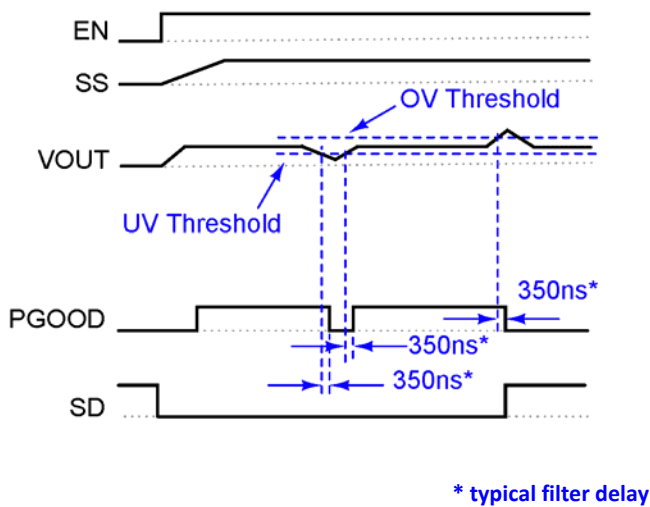 EN
SS
OV Threshold
VOUT
UV Threshold
350ns*
PGOOD
350ns*
350ns*
SD
* typical filter delay